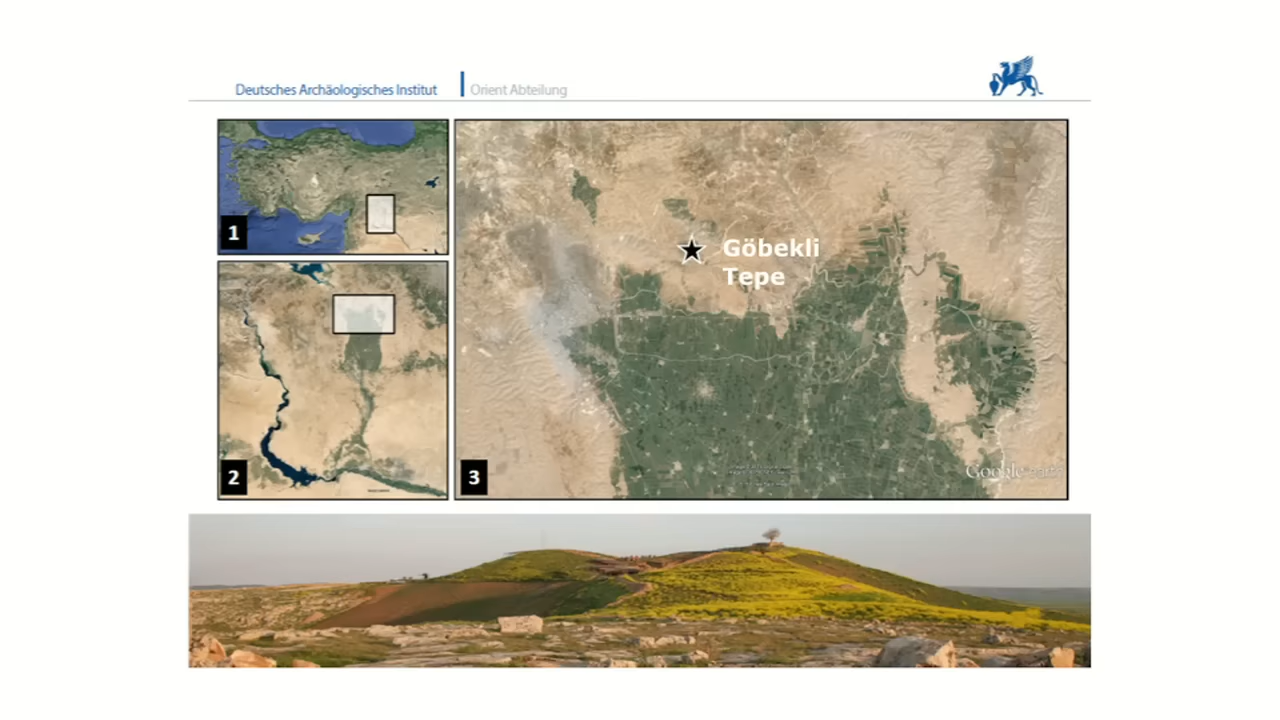 Deutsches Archäologisches Institut
Orient Abteilung
1
2
3
Göbekli
Tepe
Google earth